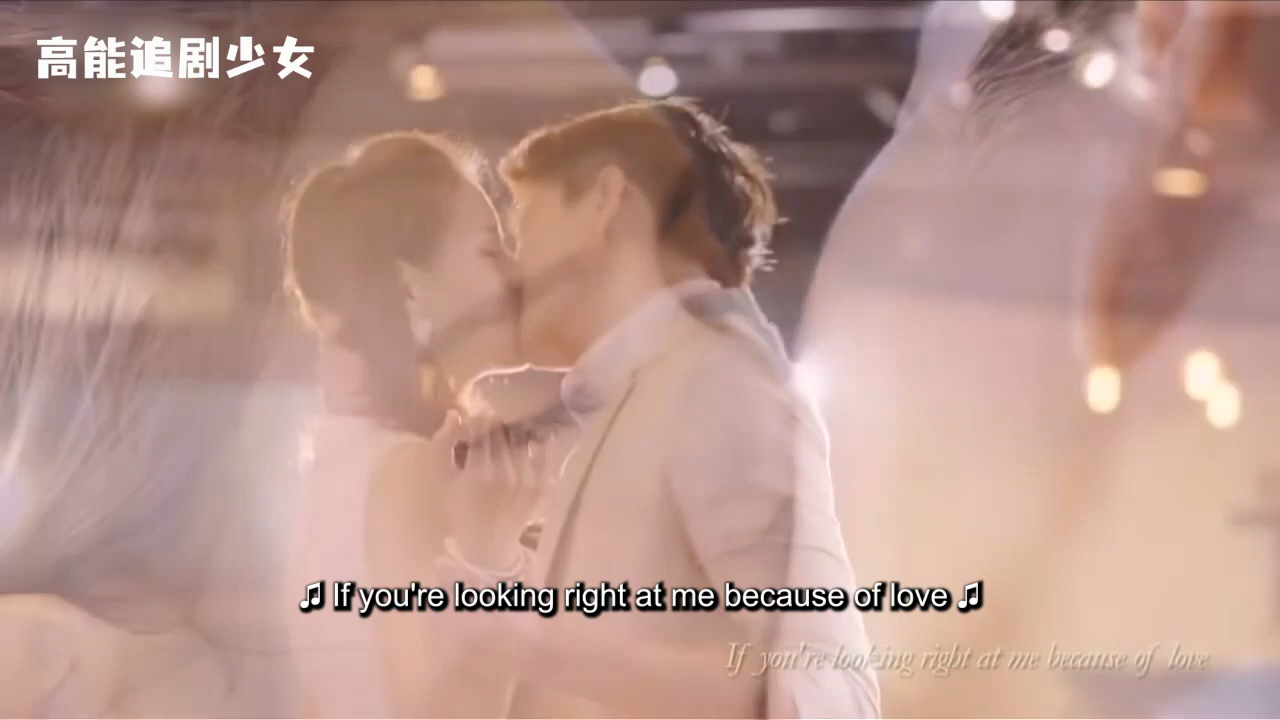 高能追剧少女
♫ If you're looking right at me because of love ♫
If you're looking right at me because of love